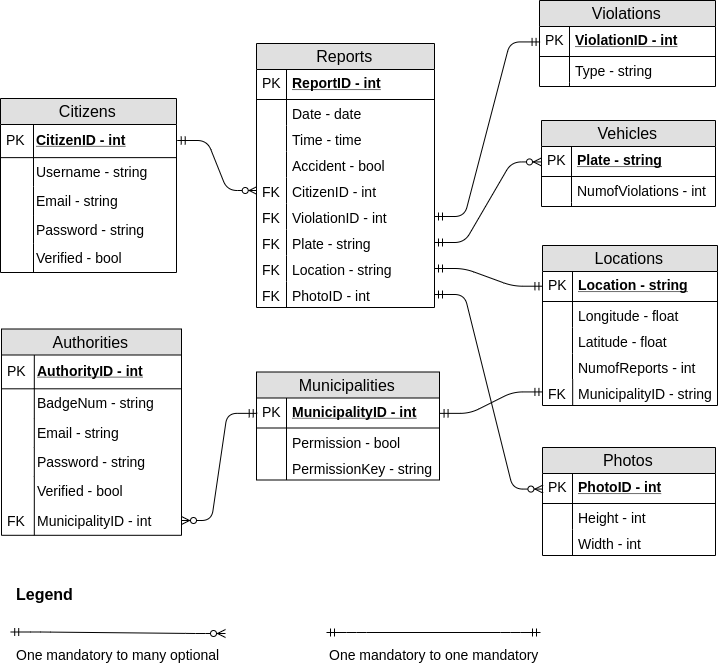 Violations
PK ViolationID - int
Type - string
Reports
PK ReportID - int
Date - date
Time - time
Accident - bool
FK CitizenID - int
FK ViolationID - int
FK Plate - string
FK Location - string
FK PhotoID - int
Citizens
PK CitizenID - int
Username - string
Email - string
Password - string
Verified - bool
Vehicles
PK Plate - string
NumofViolations - int
Locations
PK Location - string
Longitude - float
Latitude - float
NumofReports - int
FK MunicipalityID - string
Authorities
PK AuthorityID - int
BadgeNum - string
Email - string
Password - string
Verified - bool
FK MunicipalityID - int
Municipalities
PK MunicipalityID - int
Permission - bool
PermissionKey - string
Photos
PK PhotoID - int
Height - int
Width - int
Legend
One mandatory to many optional
One mandatory to one mandatory